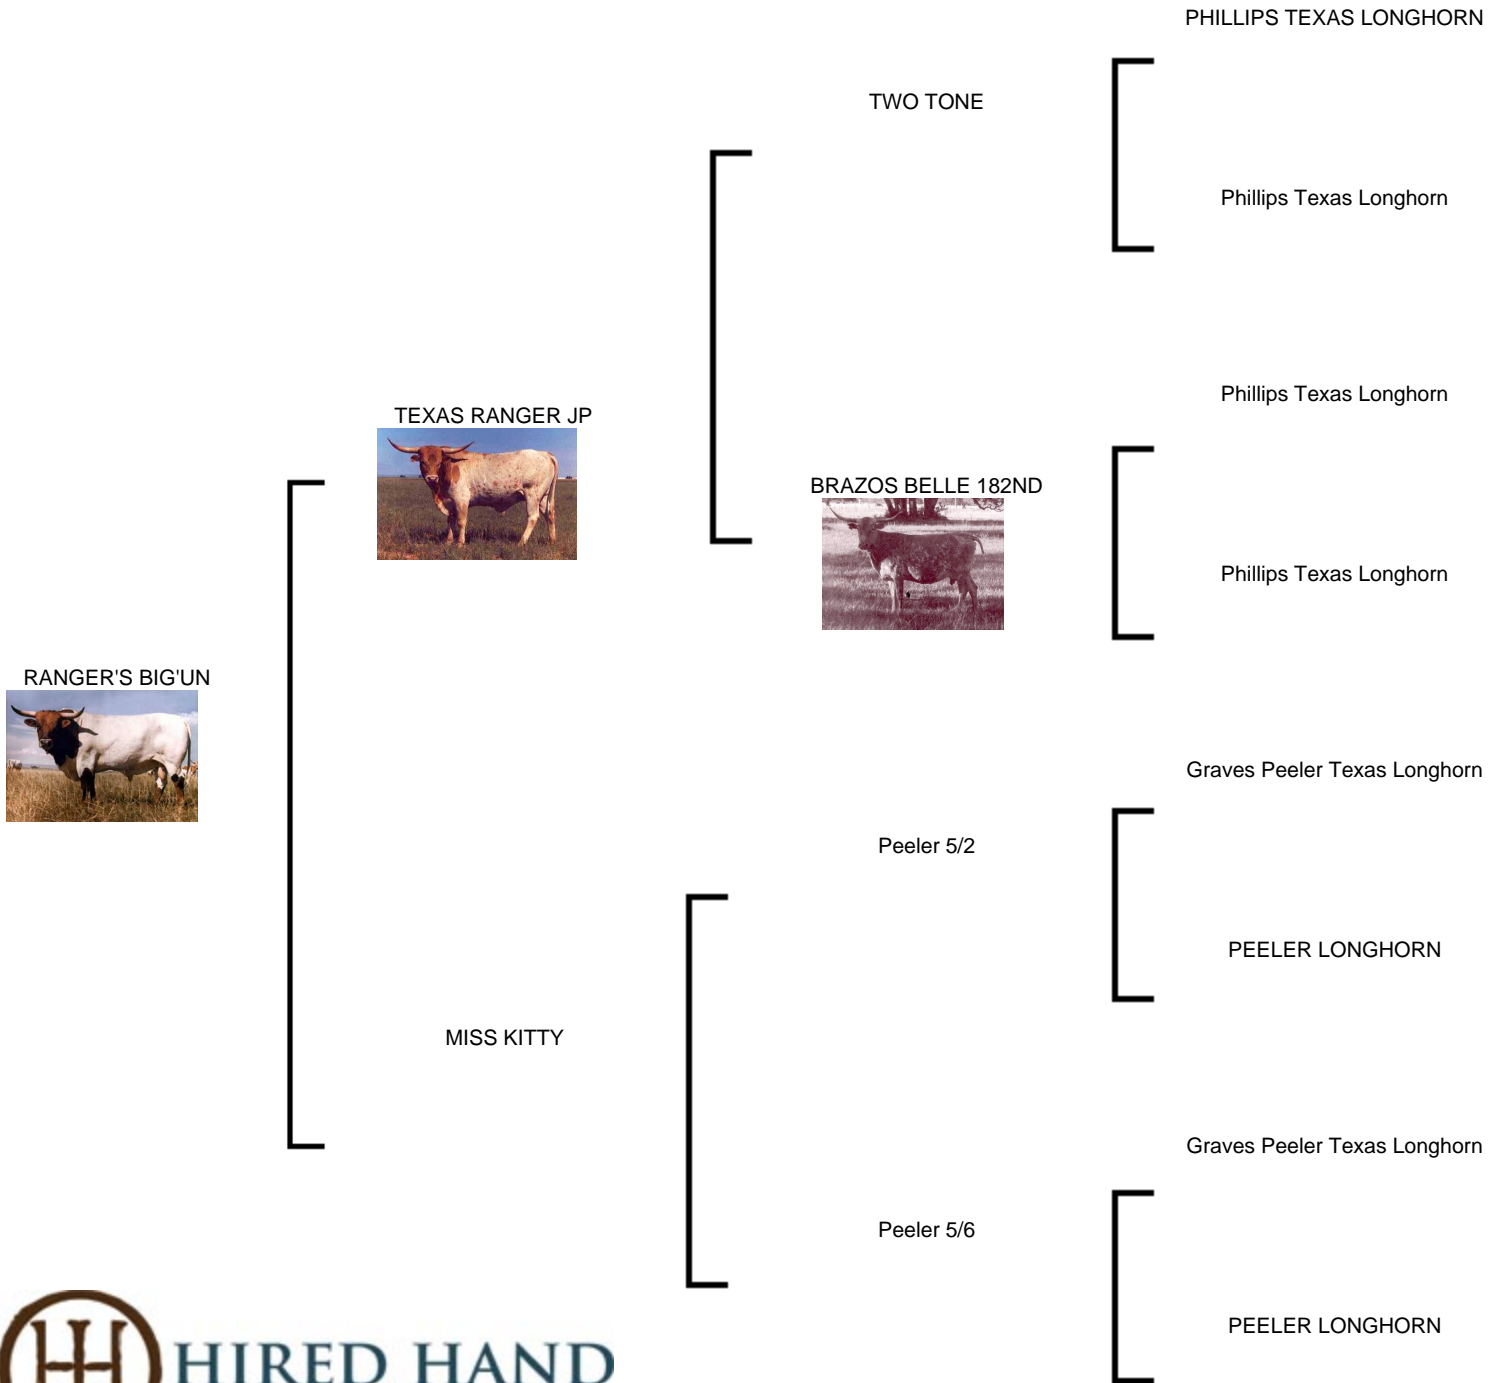 PHILLIPS TEXAS LONGHORN
TWO TONE
Phillips Texas Longhorn
Phillips Texas Longhorn
TEXAS RANGER JP
BRAZOS BELLE 182ND
Phillips Texas Longhorn
RANGER'S BIG'UN
Graves Peeler Texas Longhorn
Peeler 5/2
PEELER LONGHORN
MISS KITTY
Graves Peeler Texas Longhorn
Peeler 5/6
PEELER LONGHORN
HIRED HAND